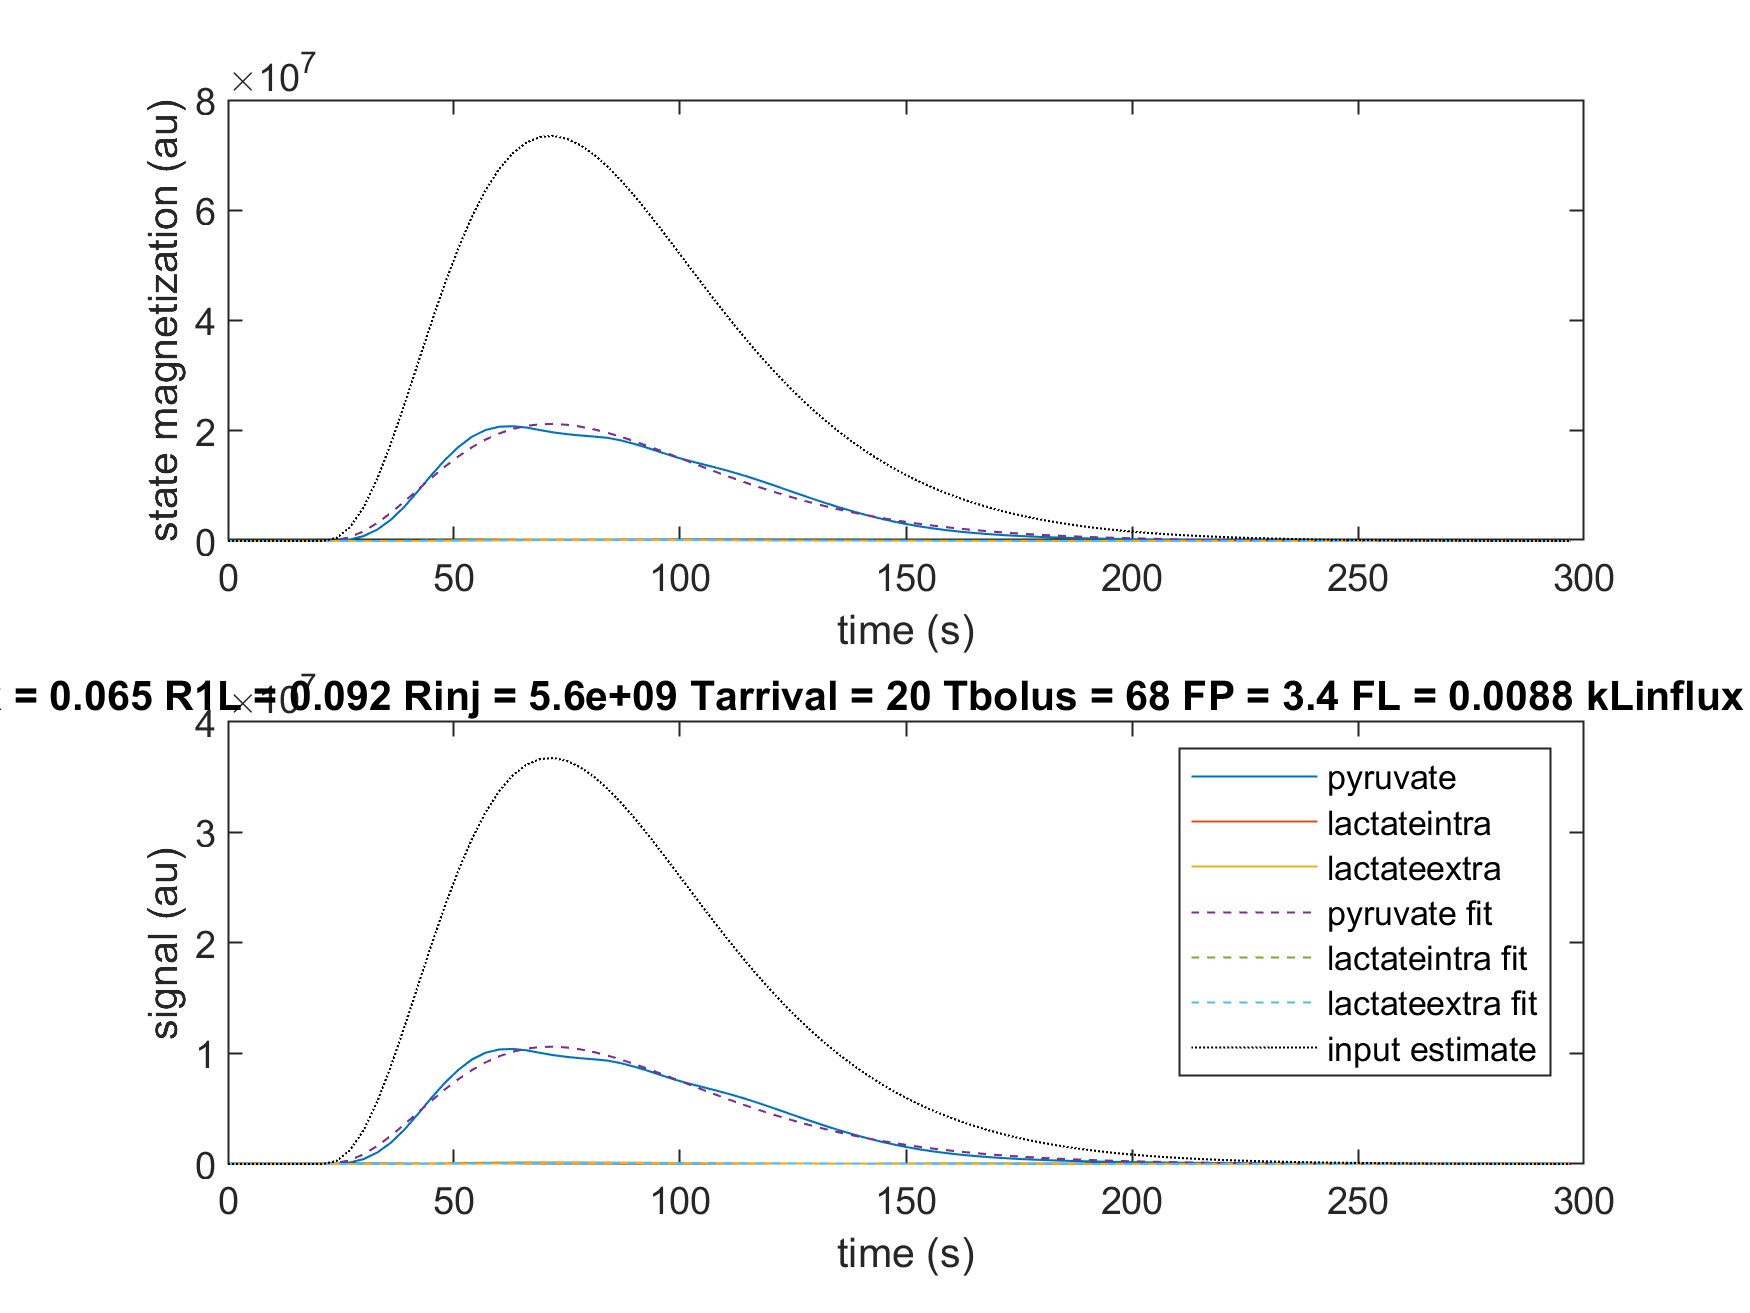 ×10^7
8
6
4
2
0
state magnetization (au)
0 50 100 150 200 250 300
time (s)
= 0.065 R1L = 0.092 Rinj = 5.6e+09 Tarrival = 20 Tbolus = 68 FP = 3.4 FL = 0.0088 kLinflux
×10^7
4
3
2
1
0
signal (au)
pyruvate
lactateintra
lactateextra
pyruvate fit
lactateintra fit
lactateextra fit
input estimate
0 50 100 150 200 250 300
time (s)